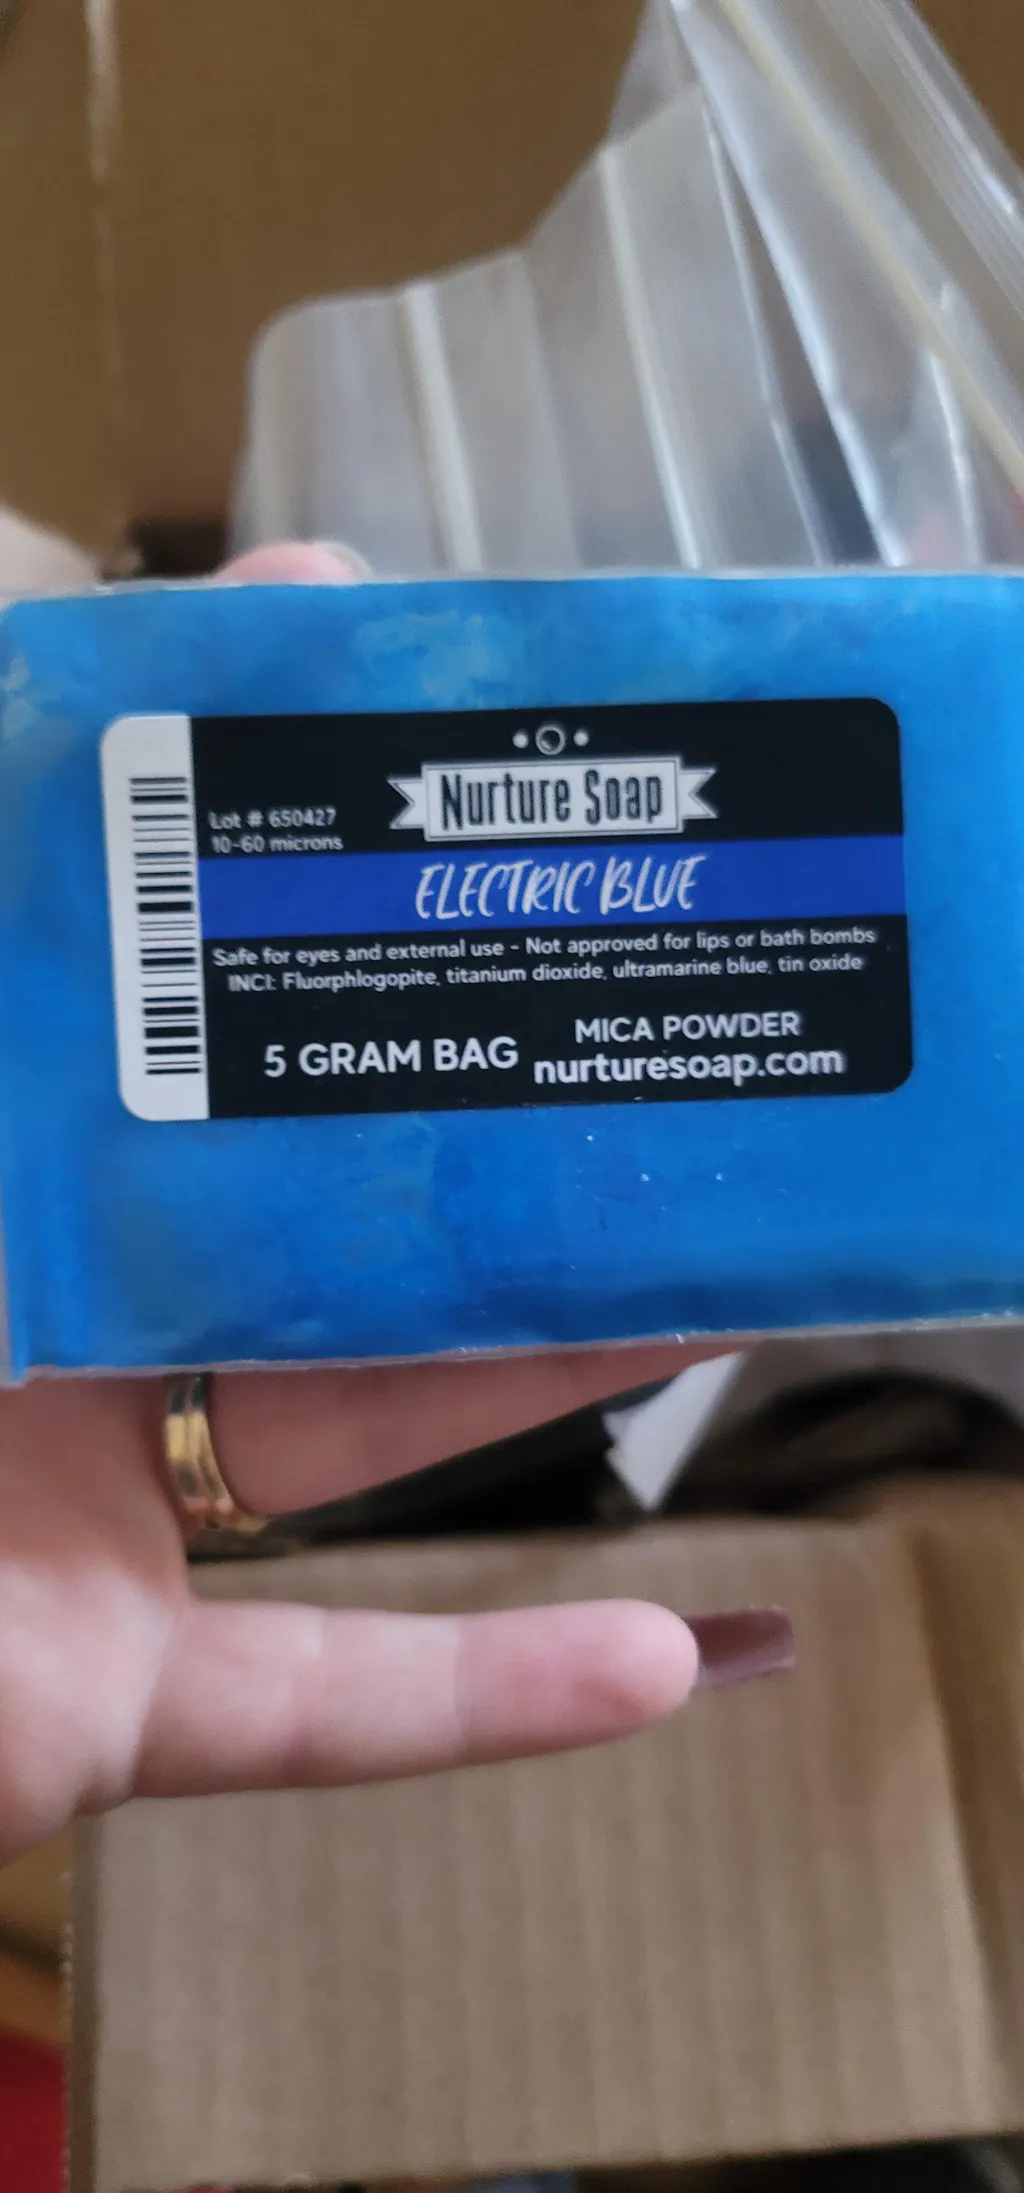 Nurture Soap
Lot # 650427
10-60 microns
ELECTRIC BLUE
Safe for eyes and external use - Not approved for lips or bath bombs
INCI: Fluorphlogopite, titanium dioxide, ultramarine blue, tin oxide
5 GRAM BAG
MICA POWDER
nurturesoap.com